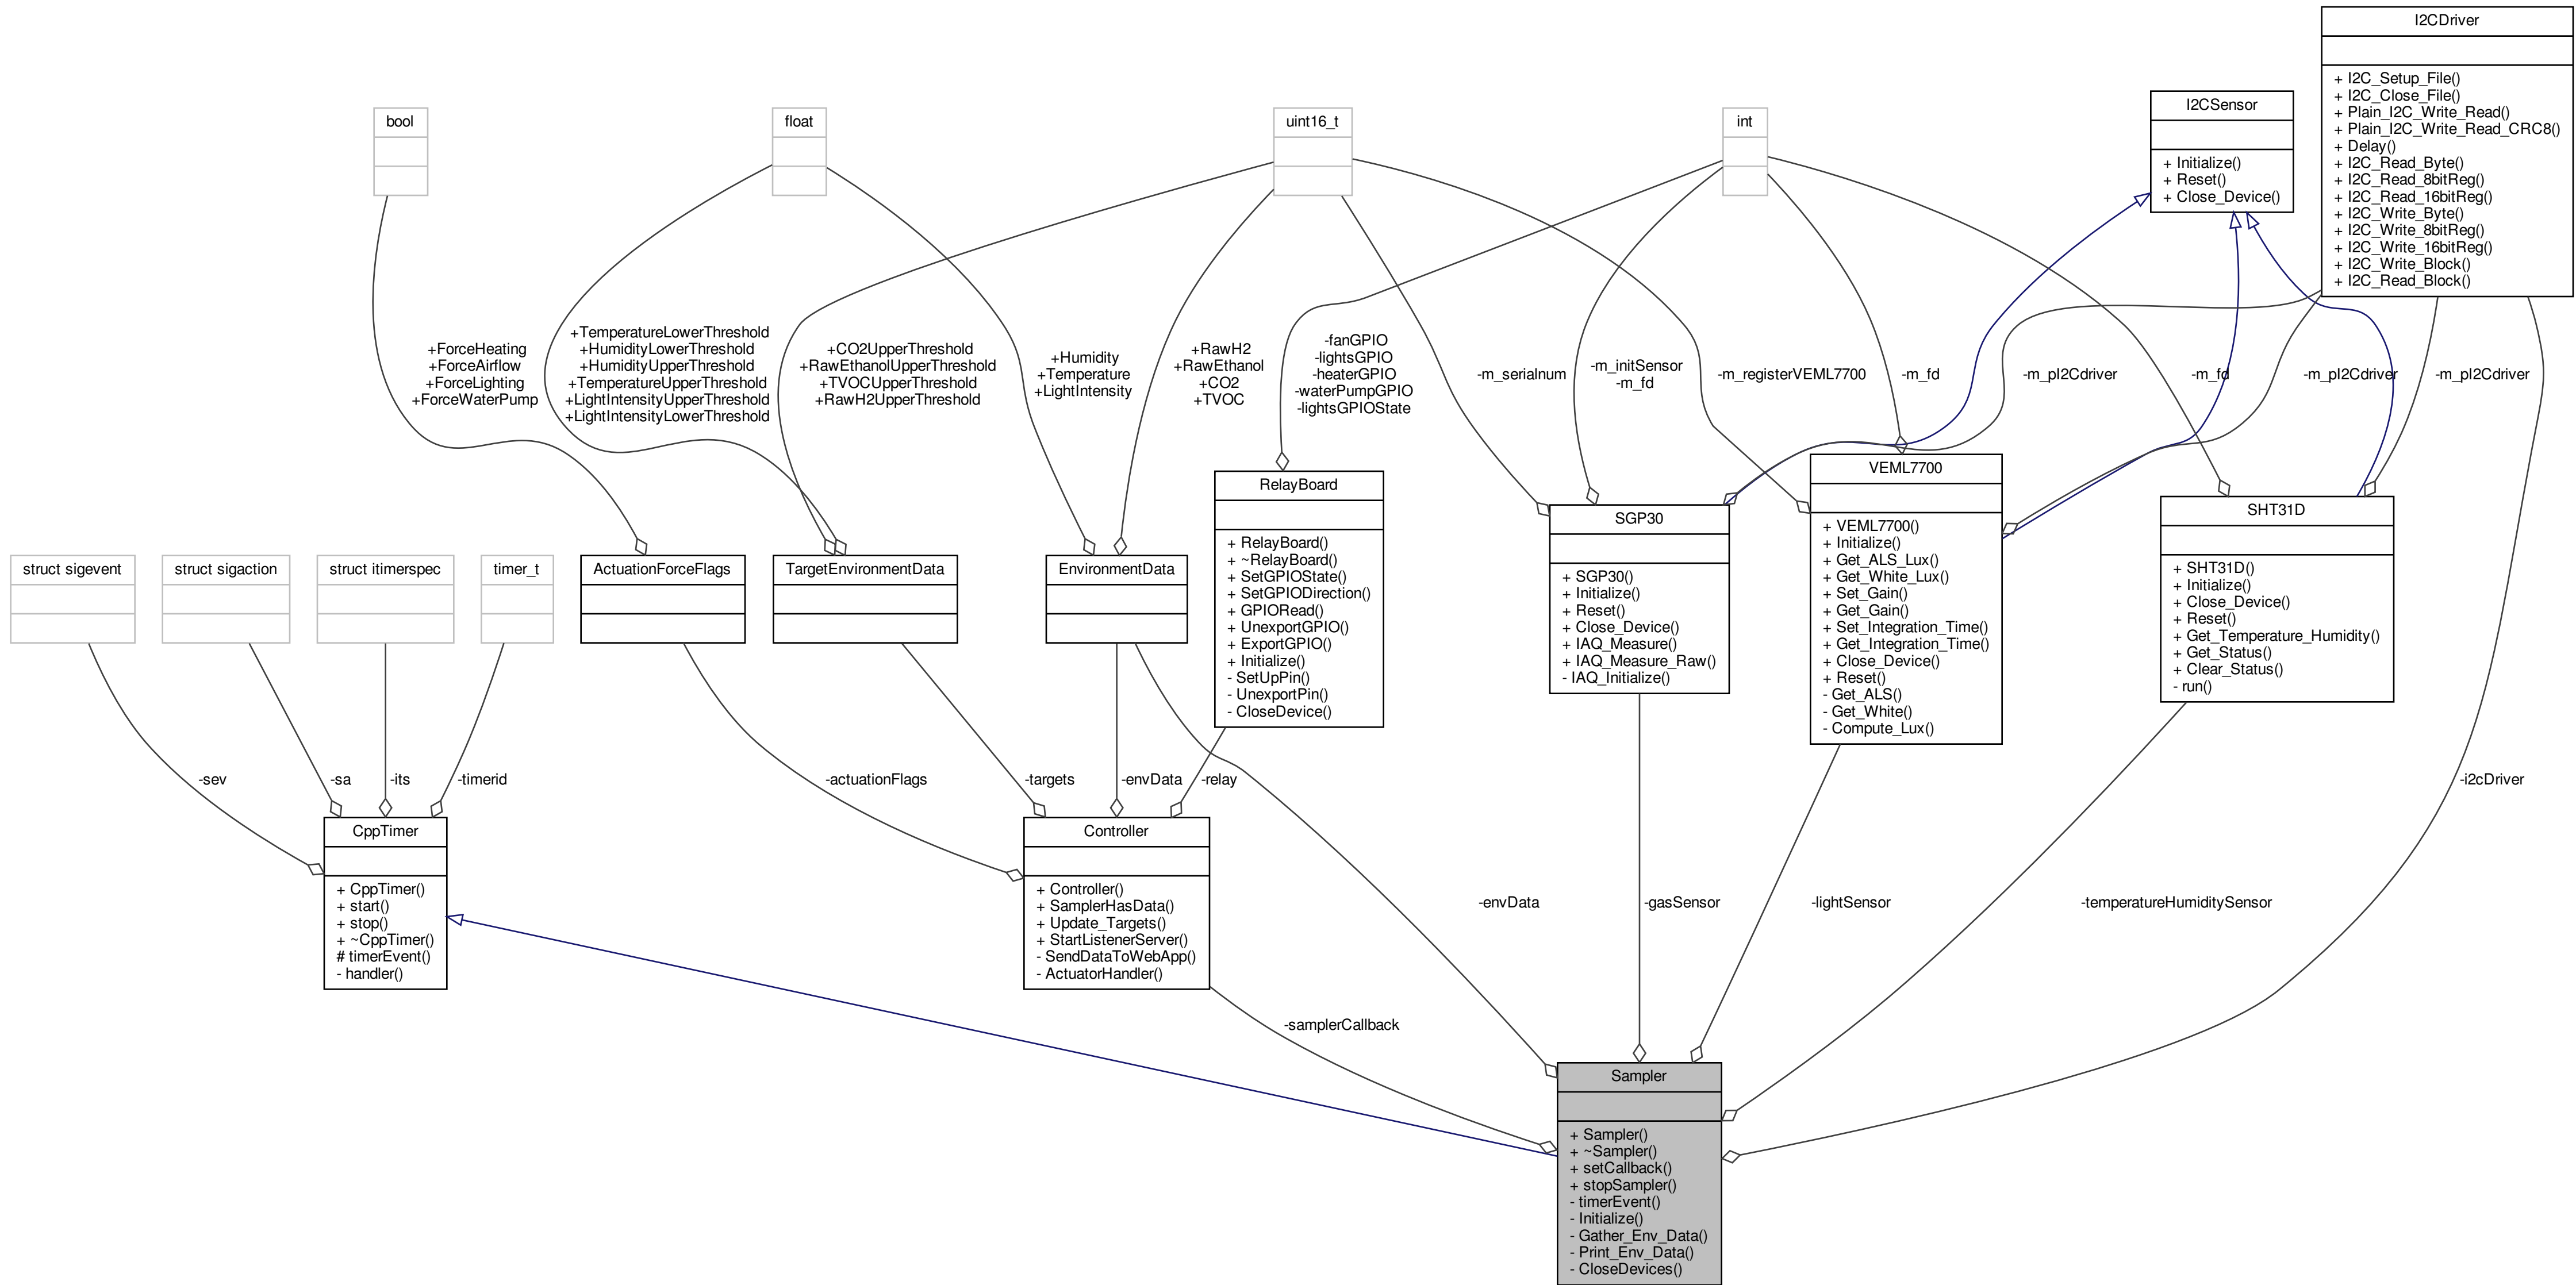 I2CDriver
+ I2C_Setup_File()
+ I2C_Close_File()
+ Plain_I2C_Write_Read()
+ Plain_I2C_Write_Read_CRC8()
+ Delay()
+ I2C_Read_Byte()
+ I2C_Read_8bitReg()
+ I2C_Read_16bitReg()
+ I2C_Write_Byte()
+ I2C_Write_8bitReg()
+ I2C_Write_16bitReg()
+ I2C_Write_Block()
+ I2C_Read_Block()
I2CSensor
+ Initialize()
+ Reset()
+ Close_Device()
bool
float
uint16_t
int
+ForceHeating
+ForceAirflow
+ForceLighting
+ForceWaterPump
+TemperatureLowerThreshold
+HumidityLowerThreshold
+HumidityUpperThreshold
+TemperatureUpperThreshold
+LightIntensityUpperThreshold
+LightIntensityLowerThreshold
+CO2UpperThreshold
+RawEthanolUpperThreshold
+TVOCUpperThreshold
+RawH2UpperThreshold
+Humidity
+Temperature
+LightIntensity
+RawH2
+RawEthanol
+CO2
+TVOC
-fanGPIO
-lightsGPIO
-heaterGPIO
-waterPumpGPIO
-lightsGPIOState
-m_serialnum
-m_initSensor
-m_fd
-m_registerVEML7700
-m_fd
-m_pI2Cdriver
-m_fd
-m_pI2Cdriver
-m_pI2Cdriver
struct sigevent
struct sigaction
struct itimerspec
timer_t
ActuationForceFlags
TargetEnvironmentData
EnvironmentData
RelayBoard
+ RelayBoard()
+ ~RelayBoard()
+ SetGPIOState()
+ SetGPIODirection()
+ GPIORead()
+ UnexportGPIO()
+ ExportGPIO()
+ Initialize()
- SetUpPin()
- UnexportPin()
- CloseDevice()
SGP30
+ SGP30()
+ Initialize()
+ Reset()
+ Close_Device()
+ IAQ_Measure()
+ IAQ_Measure_Raw()
- IAQ_Initialize()
VEML7700
+ VEML7700()
+ Initialize()
+ Get_ALS_Lux()
+ Get_White_Lux()
+ Set_Gain()
+ Get_Gain()
+ Set_Integration_Time()
+ Get_Integration_Time()
+ Close_Device()
+ Reset()
- Get_ALS()
- Get_White()
- Compute_Lux()
SHT31D
+ SHT31D()
+ Initialize()
+ Close_Device()
+ Reset()
+ Get_Temperature_Humidity()
+ Get_Status()
+ Clear_Status()
- run()
-sev
-sa
-its
-timerid
-actuationFlags
-targets
-envData
-relay
-i2cDriver
CppTimer
+ CppTimer()
+ start()
+ stop()
+ ~CppTimer()
# timerEvent()
- handler()
Controller
+ Controller()
+ SamplerHasData()
+ Update_Targets()
+ StartListenerServer()
- SendDataToWebApp()
- ActuatorHandler()
-envData
-gasSensor
-lightSensor
-temperatureHumiditySensor
-samplerCallback
Sampler
+ Sampler()
+ ~Sampler()
+ setCallback()
+ stopSampler()
- timerEvent()
- Initialize()
- Gather_Env_Data()
- Print_Env_Data()
- CloseDevices()